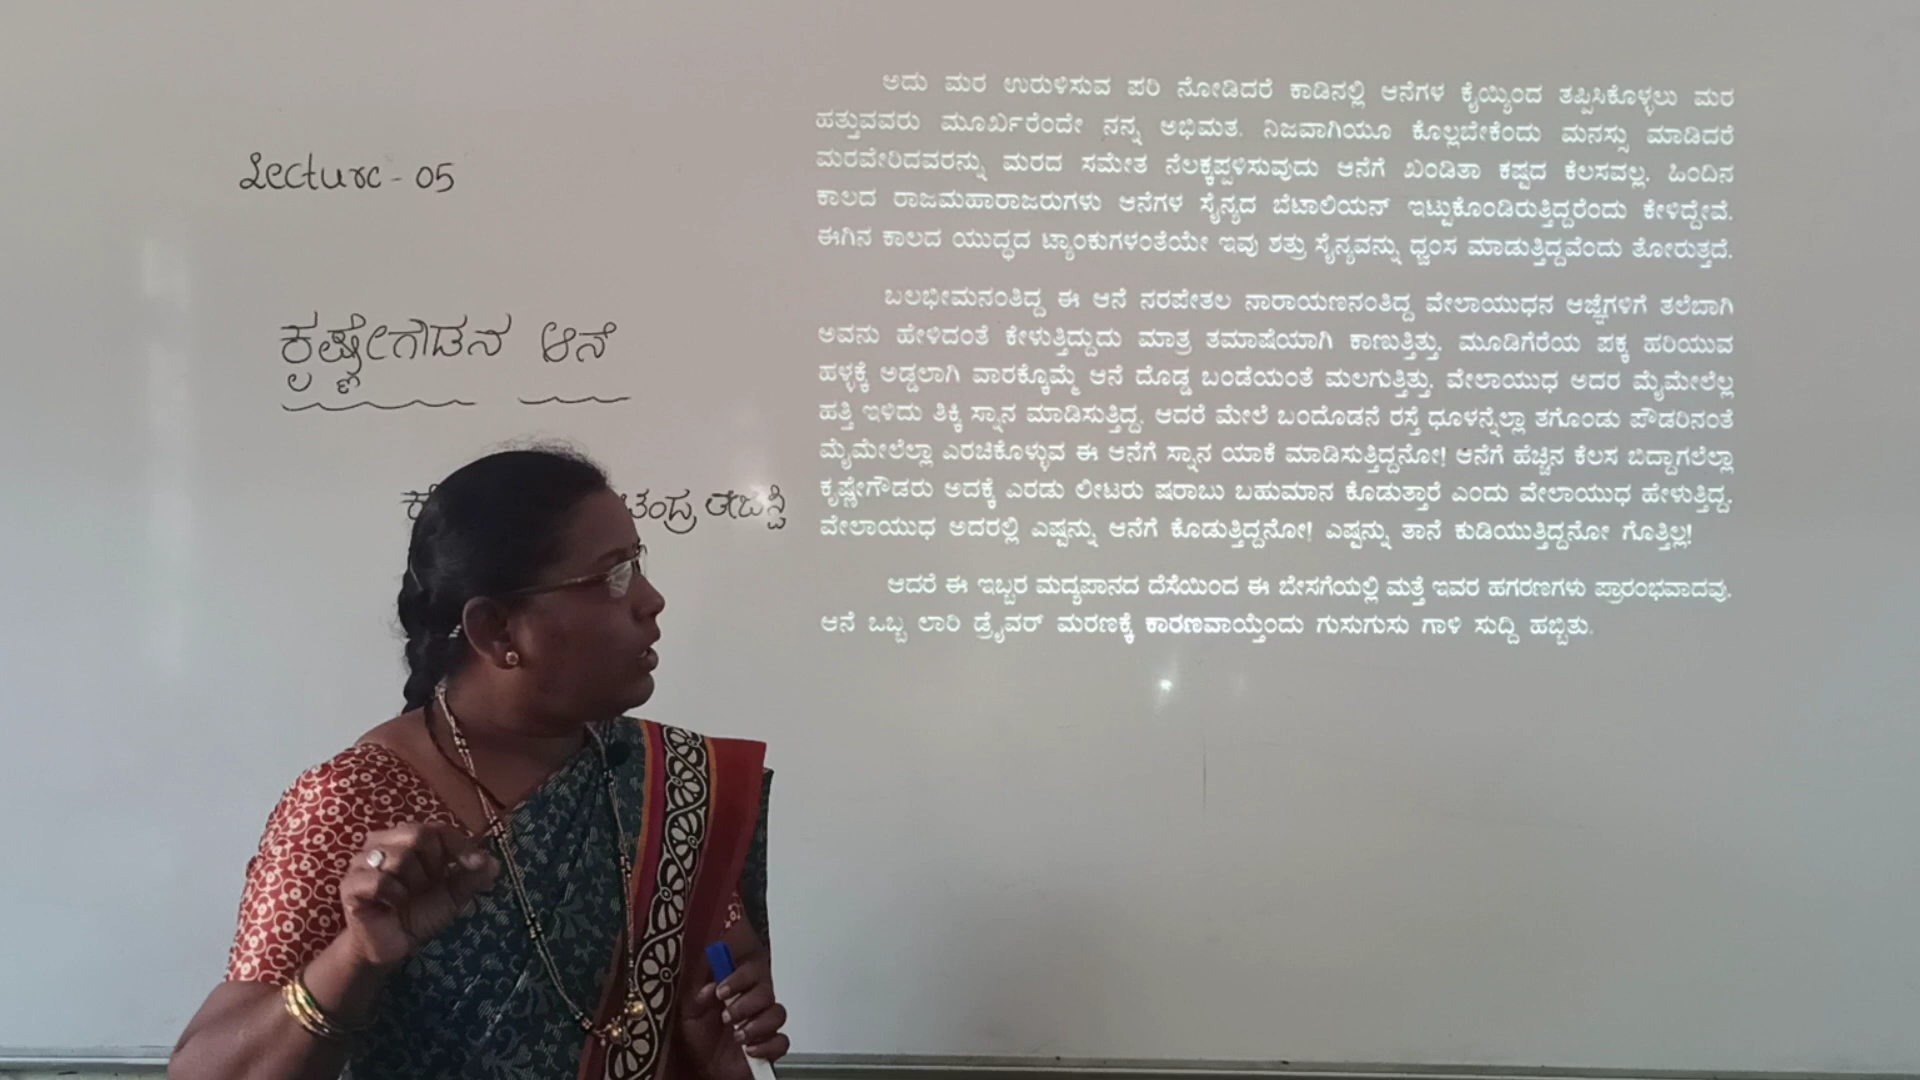 Lecture - 05
ಕೃಷ್ಣೇಗೌಡನ ಆನೆ
ಚಂದ್ರ ತೇಜಸ್ವಿ
ಅದು ಮರ ಉರುಳಿಸುವ ಪರಿ ನೋಡಿದರೆ ಕಾಡಿನಲ್ಲಿ ಆನೆಗಳ ಕೈಯ್ಯಿಂದ ತಪ್ಪಿಸಿಕೊಳ್ಳಲು ಮರ
ಹತ್ತುವವರು ಮೂರ್ಖರೆಂದೇ ನನ್ನ ಅಭಿಮತ. ನಿಜವಾಗಿಯೂ ಕೊಲ್ಲಬೇಕೆಂದು ಮನಸ್ಸು ಮಾಡಿದರೆ
ಮರವೇರಿದವರನ್ನು ಮರದ ಸಮೇತ ನೆಲಕ್ಕಪ್ಪಳಿಸುವುದು ಆನೆಗೆ ಖಂಡಿತಾ ಕಷ್ಟದ ಕೆಲಸವಲ್ಲ. ಹಿಂದಿನ
ಕಾಲದ ರಾಜಮಹಾರಾಜರುಗಳು ಆನೆಗಳ ಸೈನ್ಯದ ಬೆಟಾಲಿಯನ್ ಇಟ್ಟುಕೊಂಡಿರುತ್ತಿದ್ದರೆಂದು ಕೇಳಿದ್ದೇವೆ.
ಈಗಿನ ಕಾಲದ ಯುದ್ಧದ ಟ್ಯಾಂಕುಗಳಂತೆಯೇ ಇವು ಶತ್ರು ಸೈನ್ಯವನ್ನು ಧ್ವಂಸ ಮಾಡುತ್ತಿದ್ದವೆಂದು ತೋರುತ್ತದೆ.
ಬಲಭೀಮನಂತಿದ್ದ ಈ ಆನೆ ನರಪೇತಲ ನಾರಾಯಣನಂತಿದ್ದ ವೇಲಾಯುಧನ ಆಜ್ಞೆಗಳಿಗೆ ತಲೆಬಾಗಿ
ಅವನು ಹೇಳಿದಂತೆ ಕೇಳುತ್ತಿದ್ದುದು ಮಾತ್ರ ತಮಾಷೆಯಾಗಿ ಕಾಣುತ್ತಿತ್ತು. ಮೂಡಿಗೆರೆಯ ಪಕ್ಕ ಹರಿಯುವ
ಹಳ್ಳಕ್ಕೆ ಅಡ್ಡಲಾಗಿ ವಾರಕ್ಕೊಮ್ಮೆ ಆನೆ ದೊಡ್ಡ ಬಂಡೆಯಂತೆ ಮಲಗುತ್ತಿತ್ತು. ವೇಲಾಯುಧ ಅದರ ಮೈಮೇಲೆಲ್ಲ
ಹತ್ತಿ ಇಳಿದು ತಿಕ್ಕಿ ಸ್ನಾನ ಮಾಡಿಸುತ್ತಿದ್ದ. ಆದರೆ ಮೇಲೆ ಬಂದೊಡನೆ ರಸ್ತೆ ಧೂಳನ್ನೆಲ್ಲಾ ತಗೊಂಡು ಪೌಡರಿನಂತೆ
ಮೈಮೇಲೆಲ್ಲಾ ಎರಚಿಕೊಳ್ಳುವ ಈ ಆನೆಗೆ ಸ್ನಾನ ಯಾಕೆ ಮಾಡಿಸುತ್ತಿದ್ದನೋ! ಆನೆಗೆ ಹೆಚ್ಚಿನ ಕೆಲಸ ಬಿದ್ದಾಗಲೆಲ್ಲಾ
ಕೃಷ್ಣೇಗೌಡರು ಅದಕ್ಕೆ ಎರಡು ಲೀಟರು ಷರಾಬು ಬಹುಮಾನ ಕೊಡುತ್ತಾರೆ ಎಂದು ವೇಲಾಯುಧ ಹೇಳುತ್ತಿದ್ದ.
ವೇಲಾಯುಧ ಅದರಲ್ಲಿ ಎಷ್ಟನ್ನು ಆನೆಗೆ ಕೊಡುತ್ತಿದ್ದನೋ! ಎಷ್ಟನ್ನು ತಾನೆ ಕುಡಿಯುತ್ತಿದ್ದನೋ ಗೊತ್ತಿಲ್ಲ!
ಆದರೆ ಈ ಇಬ್ಬರ ಮದ್ಯಪಾನದ ದೆಸೆಯಿಂದ ಈ ಬೇಸಗೆಯಲ್ಲಿ ಮತ್ತೆ ಇವರ ಹಗರಣಗಳು ಪ್ರಾರಂಭವಾದವು.
ಆನೆ ಒಬ್ಬ ಲಾರಿ ಡ್ರೈವರ್ ಮರಣಕ್ಕೆ ಕಾರಣವಾಯ್ತೆಂದು ಗುಸುಗುಸು ಗಾಳಿ ಸುದ್ದಿ ಹಬ್ಬಿತು.